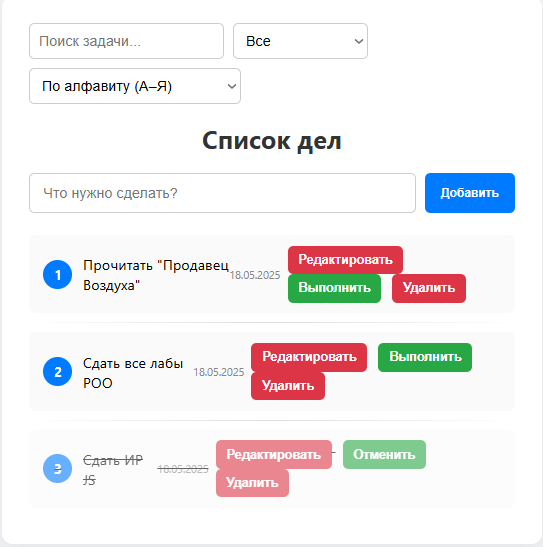 Поиск задачи...
Все
По алфавиту (А–Я)
Список дел
Что нужно сделать?
Добавить
1
Прочитать "Продавец
Воздуха"
18.05.2025
Редактировать
Выполнить
Удалить
2
Сдать все лабы
РОО
18.05.2025
Редактировать
Выполнить
Удалить
3
Сдать ИР
JS
18.05.2025
Редактировать
Отменить
Удалить